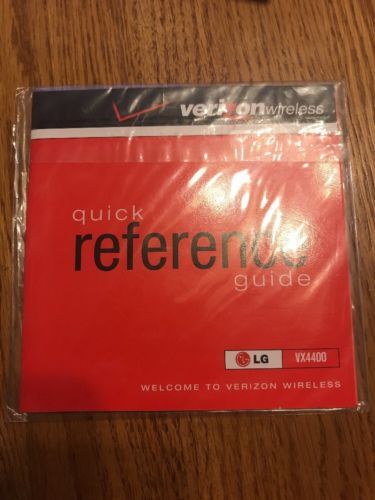 verizonwireless
quick
reference
guide
LG VX4400
WELCOME TO VERIZON WIRELESS